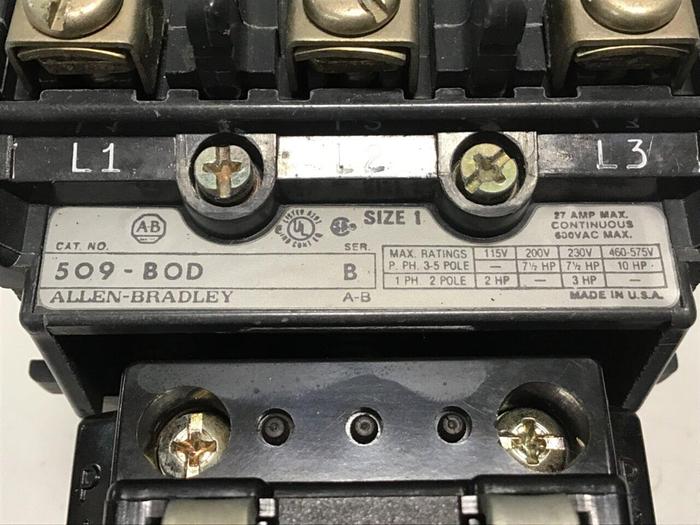 L1 L2 L3
A-B
LISTED
SIZE 1
27 AMP MAX.
CONTINUOUS
600VAC MAX.
CAT. NO. SER.
509-BOD B
ALLEN-BRADLEY A-B
MAX. RATINGS 115V 200V 230V 460-575V
P. PH. 3-5 POLE — 7½ HP 7½ HP 10 HP
1 PH. 2 POLE 2 HP — 3 HP —
MADE IN U.S.A.